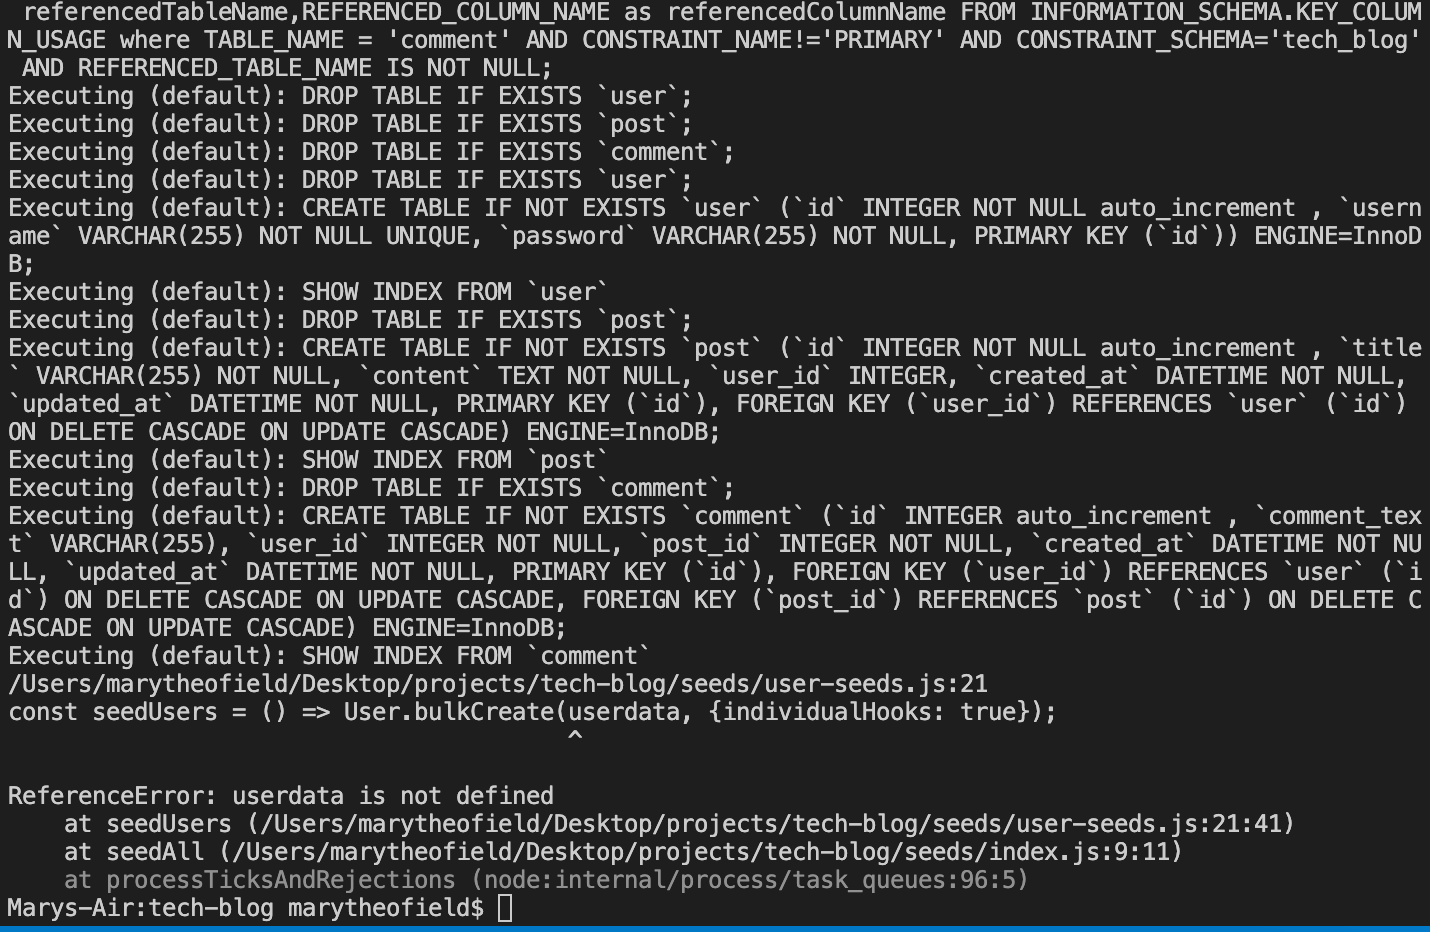 referencedTableName,REFERENCED_COLUMN_NAME as referencedColumnName FROM INFORMATION_SCHEMA.KEY_COLUM
N_USAGE where TABLE_NAME = 'comment' AND CONSTRAINT_NAME!='PRIMARY' AND CONSTRAINT_SCHEMA='tech_blog'
 AND REFERENCED_TABLE_NAME IS NOT NULL;
Executing (default): DROP TABLE IF EXISTS `user`;
Executing (default): DROP TABLE IF EXISTS `post`;
Executing (default): DROP TABLE IF EXISTS `comment`;
Executing (default): DROP TABLE IF EXISTS `user`;
Executing (default): CREATE TABLE IF NOT EXISTS `user` (`id` INTEGER NOT NULL auto_increment , `usern
ame` VARCHAR(255) NOT NULL UNIQUE, `password` VARCHAR(255) NOT NULL, PRIMARY KEY (`id`)) ENGINE=InnoD
B;
Executing (default): SHOW INDEX FROM `user`
Executing (default): DROP TABLE IF EXISTS `post`;
Executing (default): CREATE TABLE IF NOT EXISTS `post` (`id` INTEGER NOT NULL auto_increment , `title
` VARCHAR(255) NOT NULL, `content` TEXT NOT NULL, `user_id` INTEGER, `created_at` DATETIME NOT NULL,
`updated_at` DATETIME NOT NULL, PRIMARY KEY (`id`), FOREIGN KEY (`user_id`) REFERENCES `user` (`id`)
ON DELETE CASCADE ON UPDATE CASCADE) ENGINE=InnoDB;
Executing (default): SHOW INDEX FROM `post`
Executing (default): DROP TABLE IF EXISTS `comment`;
Executing (default): CREATE TABLE IF NOT EXISTS `comment` (`id` INTEGER auto_increment , `comment_tex
t` VARCHAR(255), `user_id` INTEGER NOT NULL, `post_id` INTEGER NOT NULL, `created_at` DATETIME NOT NU
LL, `updated_at` DATETIME NOT NULL, PRIMARY KEY (`id`), FOREIGN KEY (`user_id`) REFERENCES `user` (`i
d`) ON DELETE CASCADE ON UPDATE CASCADE, FOREIGN KEY (`post_id`) REFERENCES `post` (`id`) ON DELETE C
ASCADE ON UPDATE CASCADE) ENGINE=InnoDB;
Executing (default): SHOW INDEX FROM `comment`
/Users/marytheofield/Desktop/projects/tech-blog/seeds/user-seeds.js:21
const seedUsers = () => User.bulkCreate(userdata, {individualHooks: true});
                                        ^
ReferenceError: userdata is not defined
    at seedUsers (/Users/marytheofield/Desktop/projects/tech-blog/seeds/user-seeds.js:21:41)
    at seedAll (/Users/marytheofield/Desktop/projects/tech-blog/seeds/index.js:9:11)
    at processTicksAndRejections (node:internal/process/task_queues:96:5)
Marys-Air:tech-blog marytheofield$